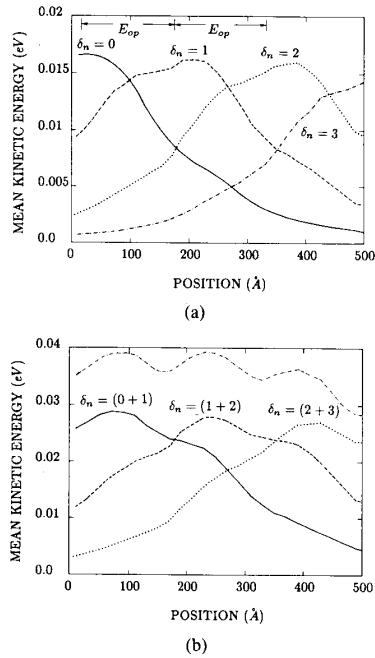 E_op E_op
δ_n = 0
δ_n = 1
δ_n = 2
δ_n = 3
MEAN KINETIC ENERGY (eV)
0.02
0.015
0.01
0.005
0.0
0 100 200 300 400 500
POSITION (Å)
(a)
δ_n = (0 + 1)
δ_n = (1 + 2)
δ_n = (2 + 3)
MEAN KINETIC ENERGY (eV)
0.04
0.03
0.02
0.01
0.0
0 100 200 300 400 500
POSITION (Å)
(b)